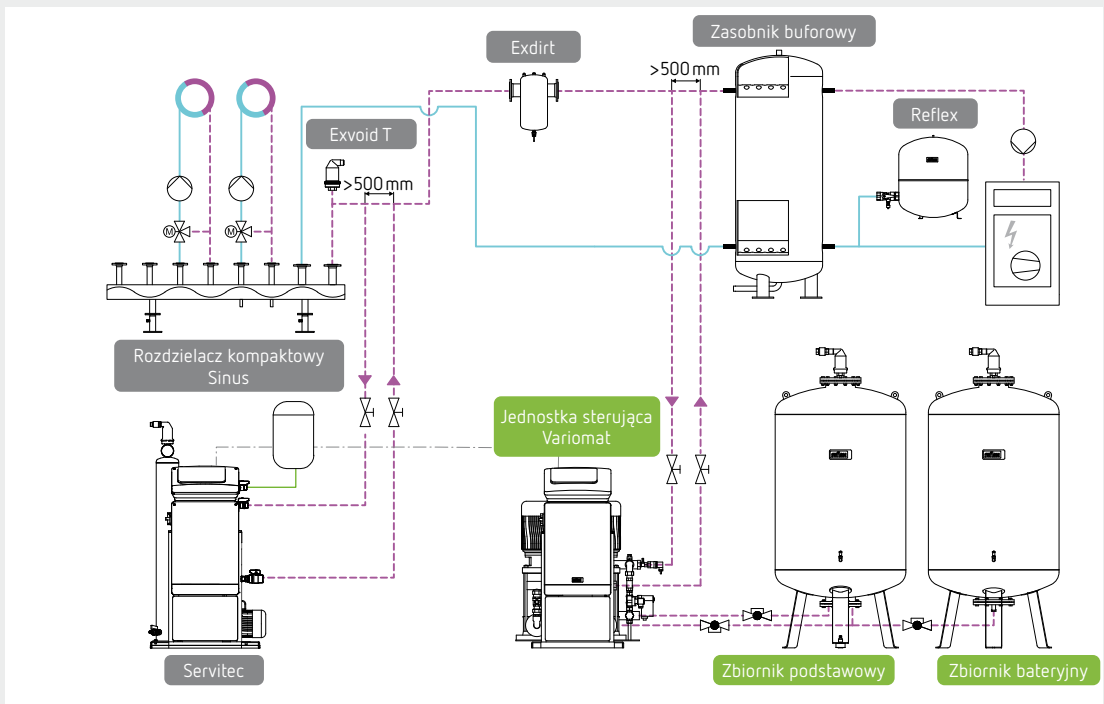 Zasobnik buforowy
Exdirt
>500 mm
Reflex
Exvoid T
>500 mm
M
M
Rozdzielacz kompaktowy
Sinus
Jednostka sterująca
Variomat
Servitec
Zbiornik podstawowy
Zbiornik bateryjny